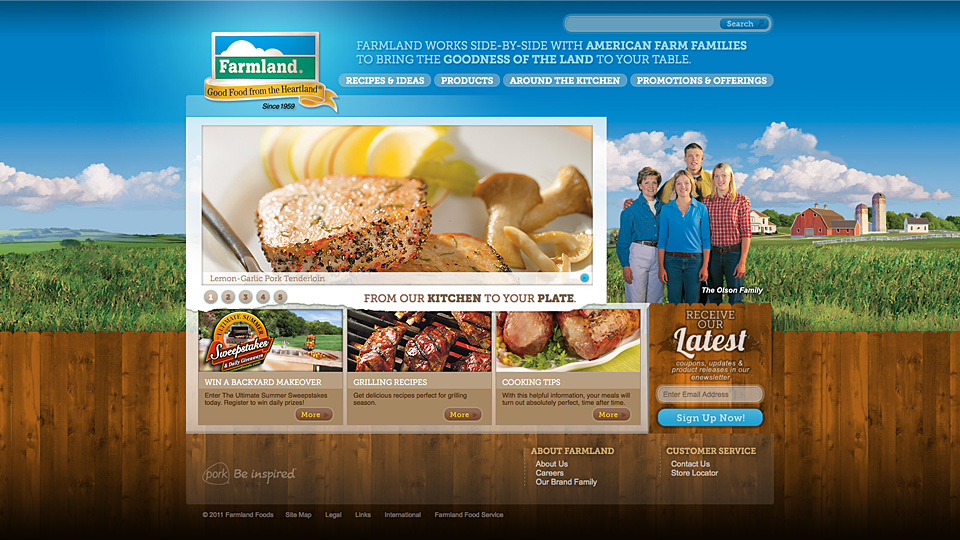 Search
Farmland®
Good Food from the Heartland®
Since 1959
FARMLAND WORKS SIDE-BY-SIDE WITH AMERICAN FARM FAMILIES
TO BRING THE GOODNESS OF THE LAND TO YOUR TABLE.
RECIPES & IDEAS
PRODUCTS
AROUND THE KITCHEN
PROMOTIONS & OFFERINGS
Lemon-Garlic Pork Tenderloin
1 2 3 4 5
FROM OUR KITCHEN TO YOUR PLATE.
The Olson Family
ULTIMATE SUMMER
Sweepstakes
& Daily Giveaways
WIN A BACKYARD MAKEOVER
Enter The Ultimate Summer Sweepstakes
today. Register to win daily prizes!
More
GRILLING RECIPES
Get delicious recipes perfect for grilling
season.
More
COOKING TIPS
With this helpful information, your meals will
turn out absolutely perfect, time after time.
More
RECEIVE
OUR
Latest
coupons, updates &
product releases in our
enewsletter
Enter Email Address
Sign Up Now!
pork Be inspired
ABOUT FARMLAND
About Us
Careers
Our Brand Family
CUSTOMER SERVICE
Contact Us
Store Locator
© 2011 Farmland Foods
Site Map
Legal
Links
International
Farmland Food Service